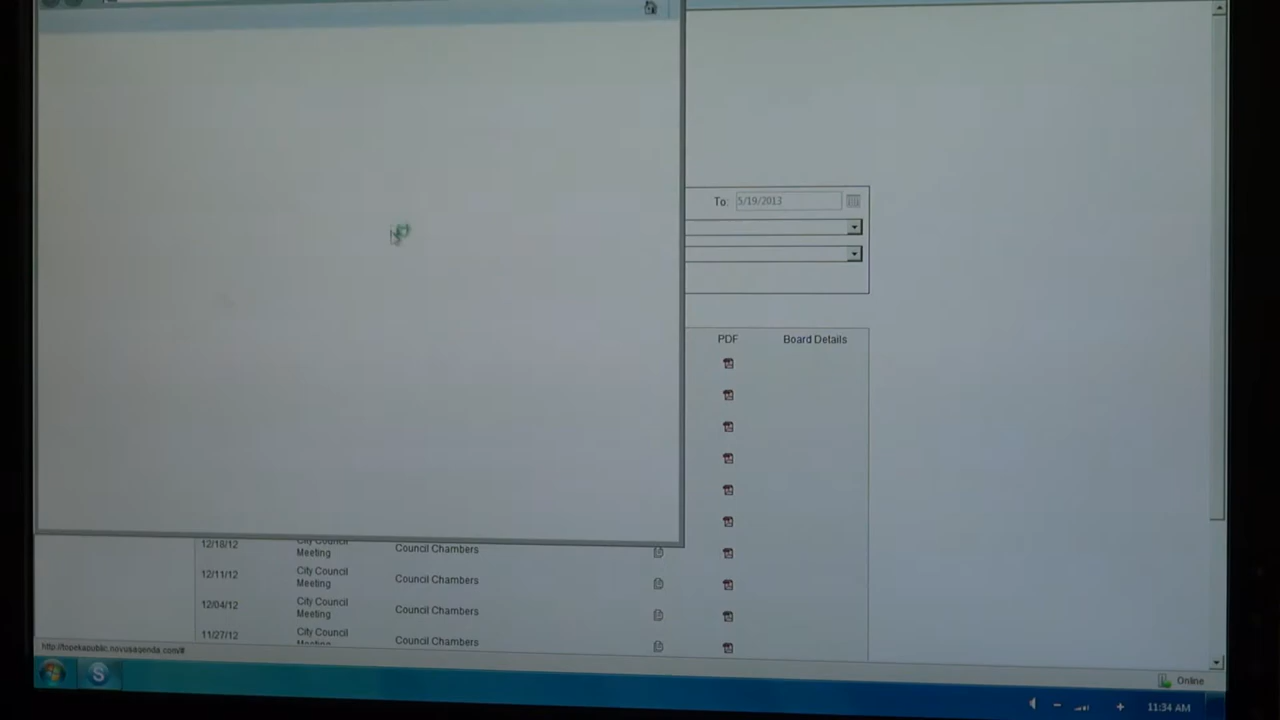 To: 5/19/2013
PDF Board Details
12/18/12 City Council Meeting Council Chambers
12/11/12 City Council Meeting Council Chambers
12/04/12 City Council Meeting Council Chambers
11/27/12 City Council Meeting Council Chambers
http://topekapublic.novusagenda.com/#
Online
S
11:34 AM